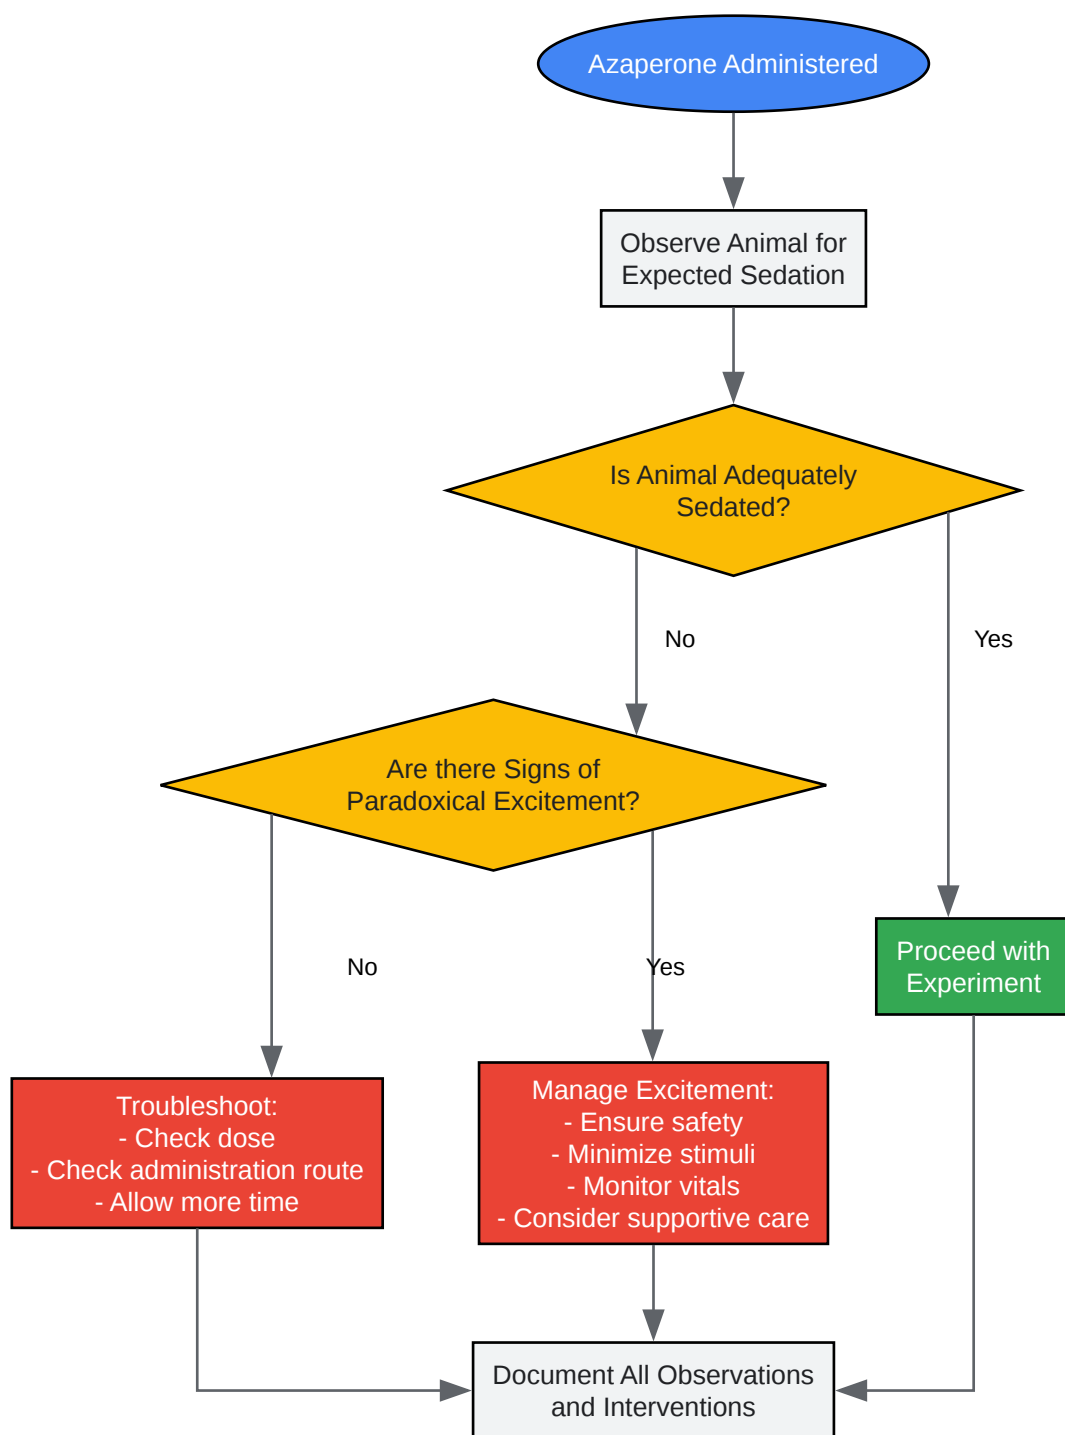 Azaperone Administered
Observe Animal for
Expected Sedation
Is Animal Adequately
Sedated?
No
Yes
Are there Signs of
Paradoxical Excitement?
No
Yes
Proceed with
Experiment
Troubleshoot:
- Check dose
- Check administration route
- Allow more time
Manage Excitement:
- Ensure safety
- Minimize stimuli
- Monitor vitals
- Consider supportive care
Document All Observations
and Interventions